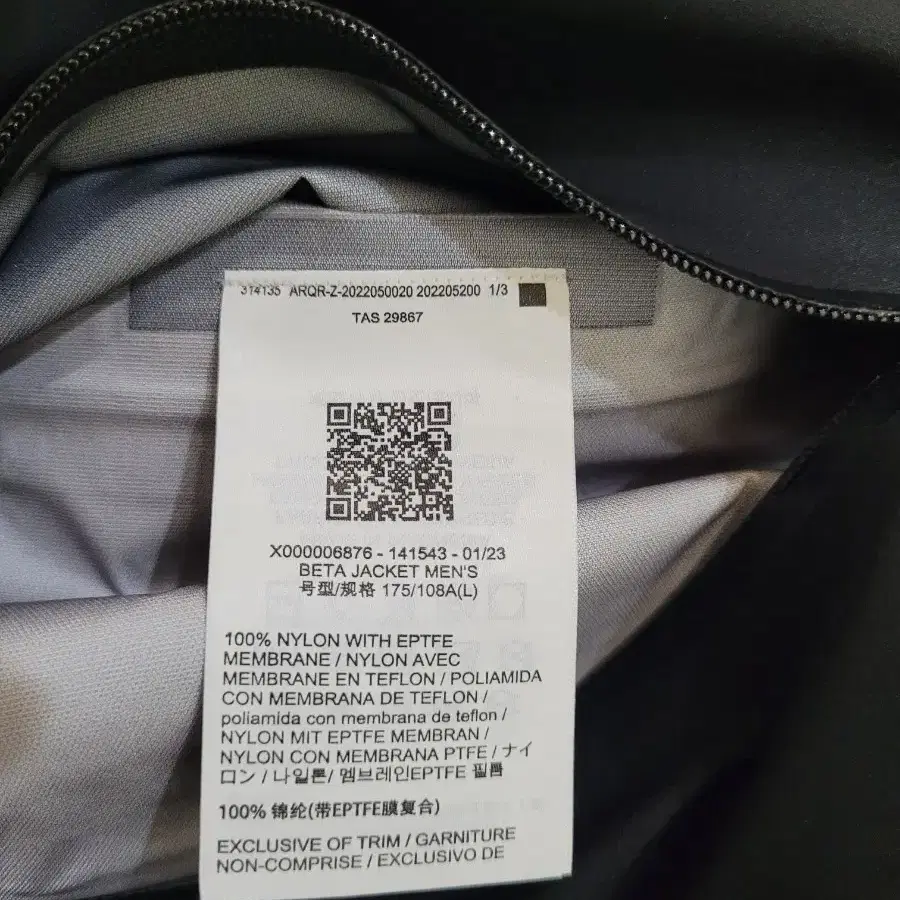 314135 ARQR-Z-2022050020 202205200 1/3
TAS 29867
X000006876 - 141543 - 01/23
BETA JACKET MEN'S
号型/规格 175/108A(L)
100% NYLON WITH EPTFE
MEMBRANE / NYLON AVEC
MEMBRANE EN TEFLON / POLIAMIDA
CON MEMBRANA DE TEFLON /
poliamida con membrana de teflon /
NYLON MIT EPTFE MEMBRAN /
NYLON CON MEMBRANA PTFE / ナイ
ロン / 나일론/ 멤브레인EPTFE 필름
100% 锦纶(带EPTFE膜复合)
EXCLUSIVE OF TRIM / GARNITURE
NON-COMPRISE / EXCLUSIVO DE